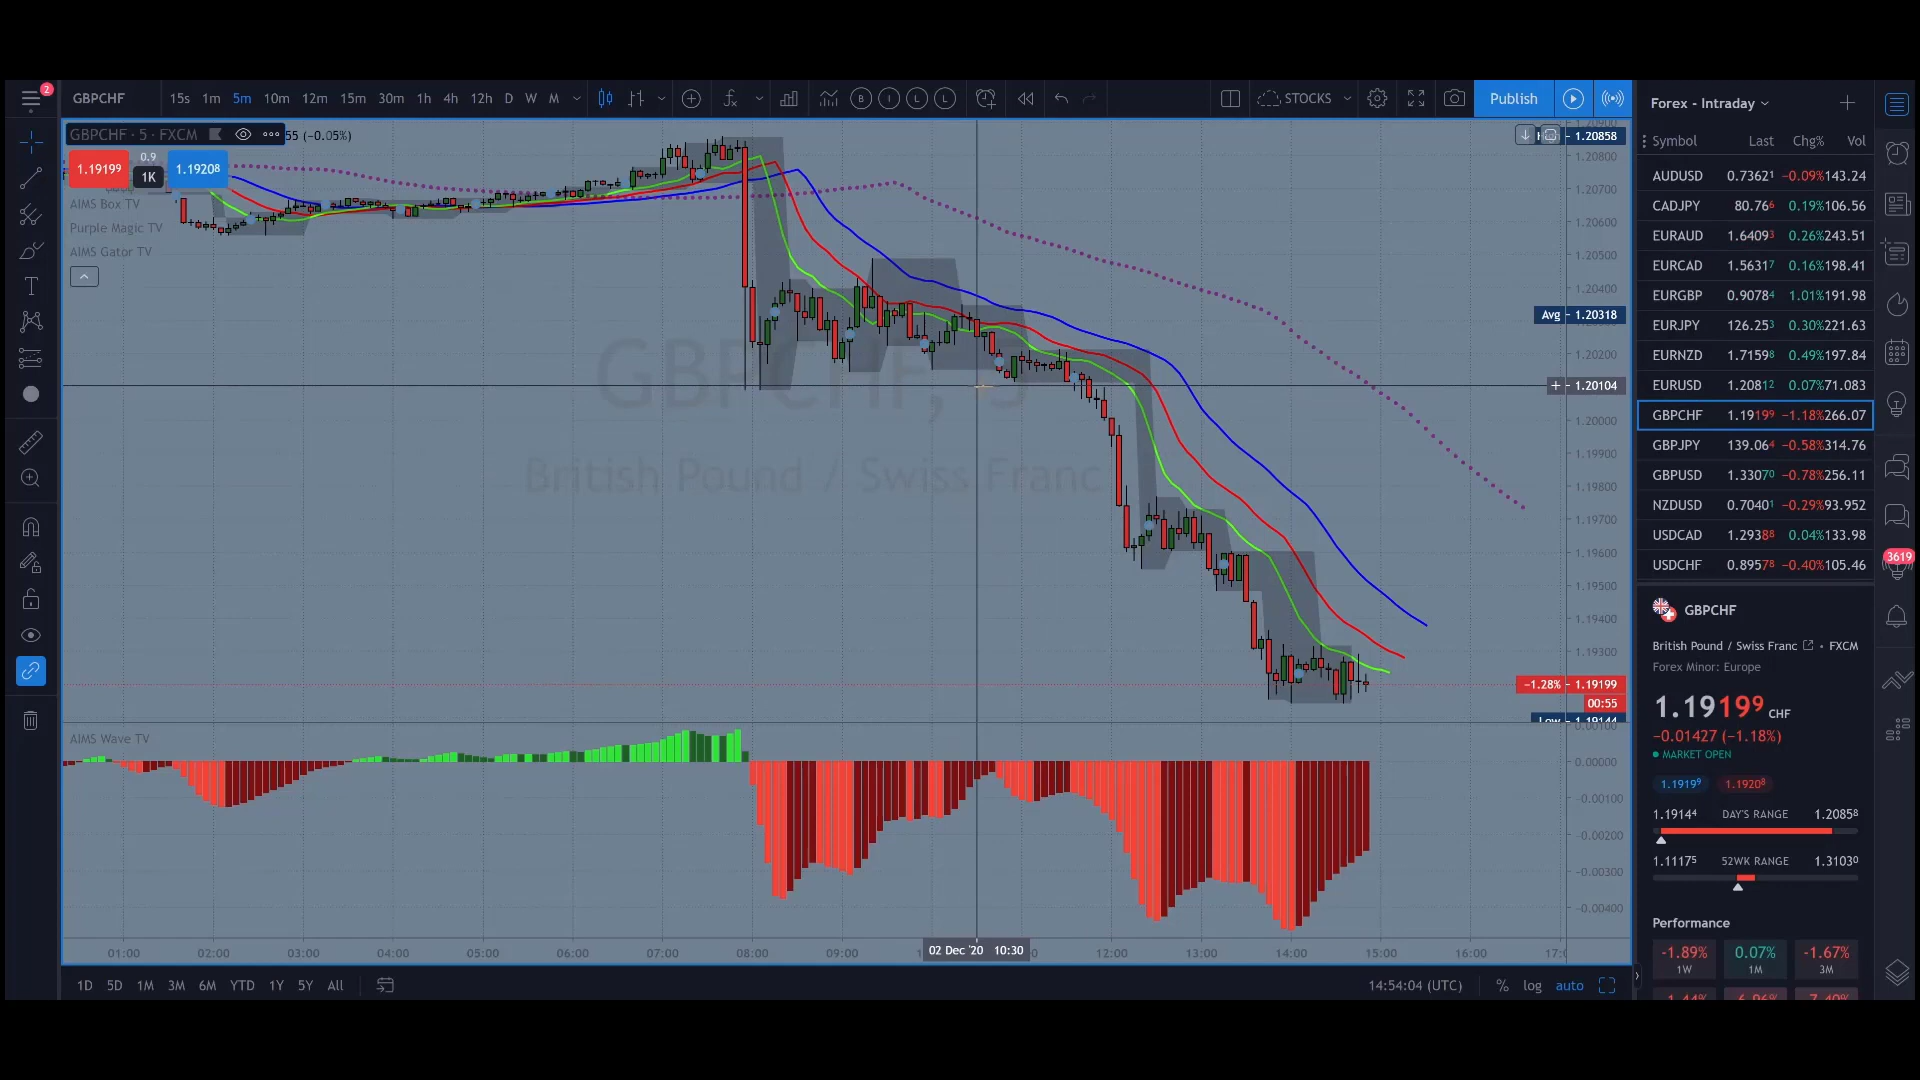 2
GBPCHF 15s 1m 5m 10m 12m 15m 30m 1h 4h 12h D W M B I L L STOCKS Publish
GBPCHF · 5 · FXCM 55 (−0.05%)
1.19199 0.9 1K 1.19208
AIMS Box TV
Purple Magic TV
AIMS Gator TV
GBPCHF, 5
British Pound / Swiss Franc
1.20858
1.20800
1.20700
1.20600
1.20500
1.20400
Avg 1.20318
1.20200
+ 1.20104
1.20000
1.19900
1.19800
1.19700
1.19600
1.19500
1.19400
1.19300
−1.28% 1.19199
00:55
Low 1.19144
AIMS Wave TV
0.00000
−0.00100
−0.00200
−0.00300
−0.00400
01:00 02:00 03:00 04:00 05:00 06:00 07:00 08:00 09:00 02 Dec '20 10:30 12:00 13:00 14:00 15:00 16:00 17:0
1D 5D 1M 3M 6M YTD 1Y 5Y All 14:54:04 (UTC) % log auto
Forex - Intraday
Symbol Last Chg% Vol
AUDUSD 0.73621 −0.09% 143.24
CADJPY 80.766 0.19% 106.56
EURAUD 1.64093 0.26% 243.51
EURCAD 1.56317 0.16% 198.41
EURGBP 0.90784 1.01% 191.98
EURJPY 126.253 0.30% 221.63
EURNZD 1.71598 0.49% 197.84
EURUSD 1.20812 0.07% 71.083
GBPCHF 1.19199 −1.18% 266.07
GBPJPY 139.064 −0.58% 314.76
GBPUSD 1.33070 −0.78% 256.11
NZDUSD 0.70401 −0.29% 93.952
USDCAD 1.29388 0.04% 133.98
USDCHF 0.89578 −0.40% 105.46
3619
GBPCHF
British Pound / Swiss Franc • FXCM
Forex Minor: Europe
1.19199 CHF
−0.01427 (−1.18%)
MARKET OPEN
1.19199 1.19208
1.19144 DAY'S RANGE 1.20858
1.11175 52WK RANGE 1.31030
Performance
-1.89% 0.07% -1.67%
1W 1M 3M